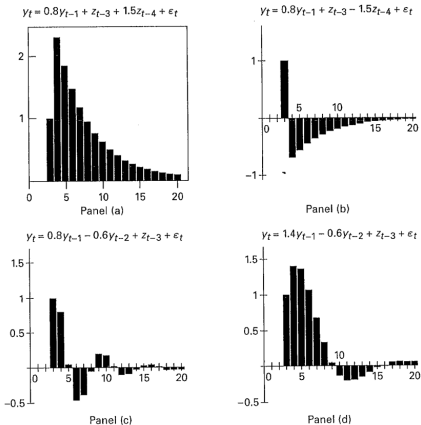 yₜ = 0.8yₜ₋₁ + zₜ₋₃ + 1.5zₜ₋₄ + εₜ
2
1
0 5 10 15 20
Panel (a)
yₜ = 0.8yₜ₋₁ + zₜ₋₃ − 1.5zₜ₋₄ + εₜ
1
0 5 10 15 20
−1
Panel (b)
yₜ = 0.8yₜ₋₁ − 0.6yₜ₋₂ + zₜ₋₃ + εₜ
1.5
1
0.5
0 5 10 15 20
−0.5
Panel (c)
yₜ = 1.4yₜ₋₁ − 0.6yₜ₋₂ + zₜ₋₃ + εₜ
1.5
1
0.5
0 5 10 15 20
−0.5
Panel (d)